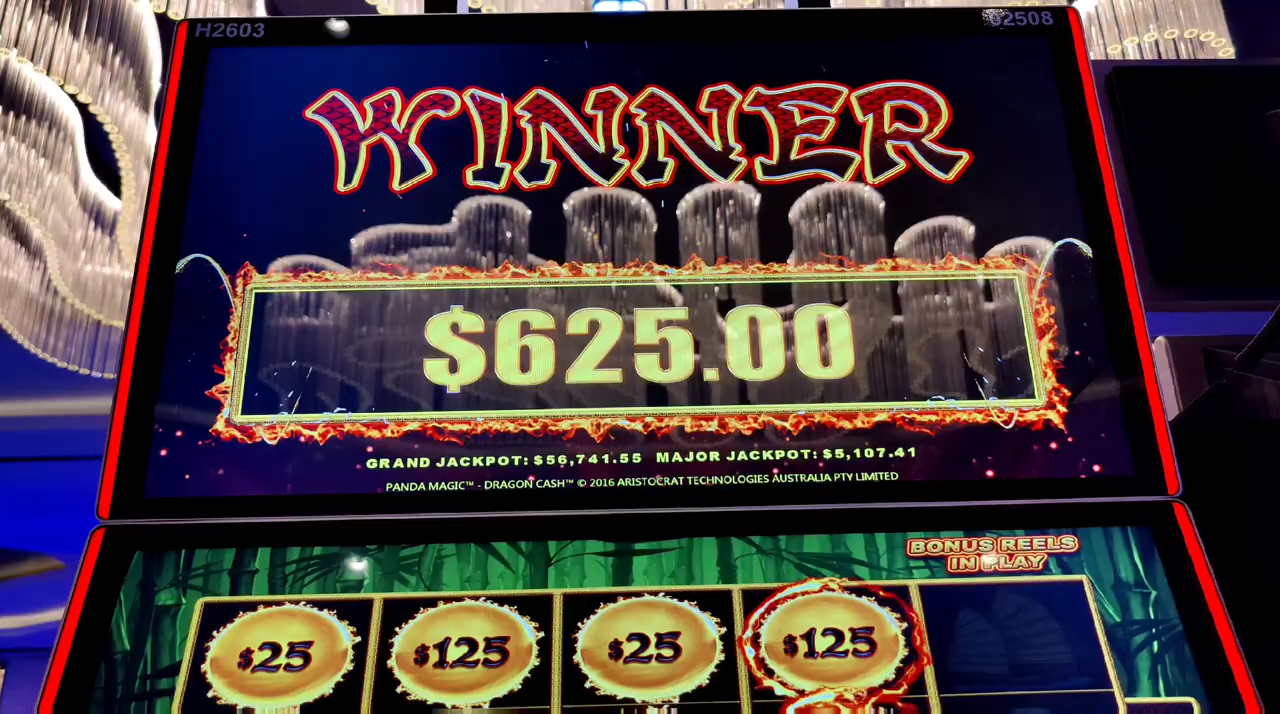 H2603
02508
WINNER
$625.00
GRAND JACKPOT: $56,741.55 MAJOR JACKPOT: $5,107.41
PANDA MAGIC™ - DRAGON CASH™ © 2016 ARISTOCRAT TECHNOLOGIES AUSTRALIA PTY LIMITED
BONUS REELS
IN PLAY
$25 $125 $25 $125